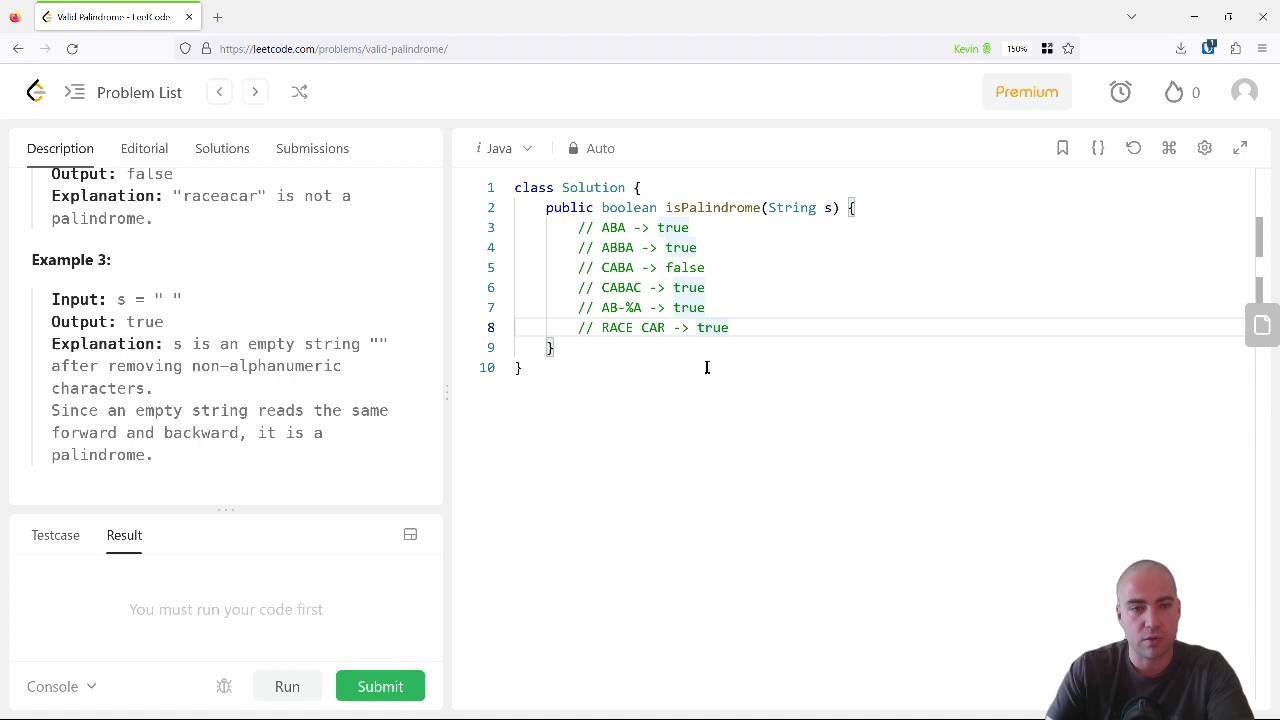 Valid Palindrome - LeetCode
https://leetcode.com/problems/valid-palindrome/
Kevin
150%
1
Problem List
Premium
0
Description
Editorial
Solutions
Submissions
Output: false
Explanation: "raceacar" is not a
palindrome.
Example 3:
Input: s = " "
Output: true
Explanation: s is an empty string ""
after removing non-alphanumeric
characters.
Since an empty string reads the same
forward and backward, it is a
palindrome.
Testcase
Result
You must run your code first
Console
Run
Submit
i Java
Auto
1 class Solution {
2 public boolean isPalindrome(String s) {
3 // ABA -> true
4 // ABBA -> true
5 // CABA -> false
6 // CABAC -> true
7 // AB-%A -> true
8 // RACE CAR -> true
9 }
10 }